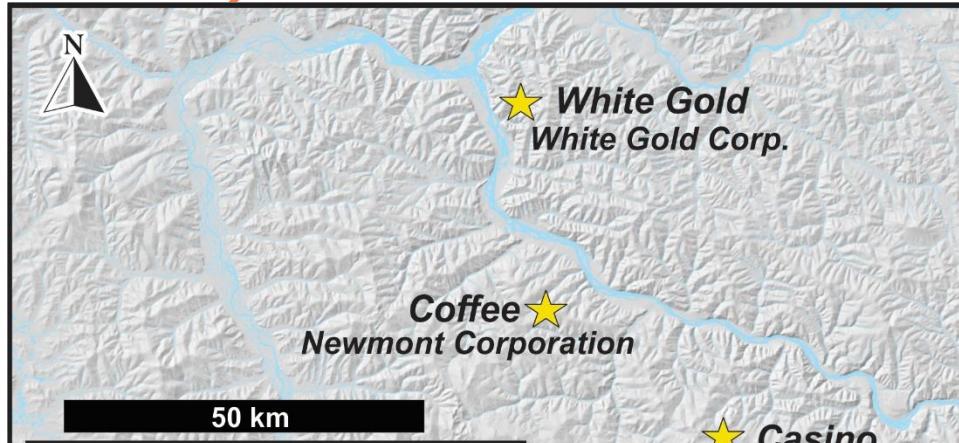 N
White Gold
White Gold Corp.
Coffee
Newmont Corporation
50 km
Casino